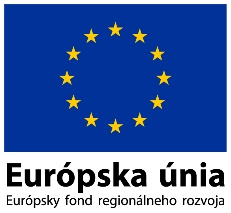 Európska únia
Európsky fond regionálneho rozvoja